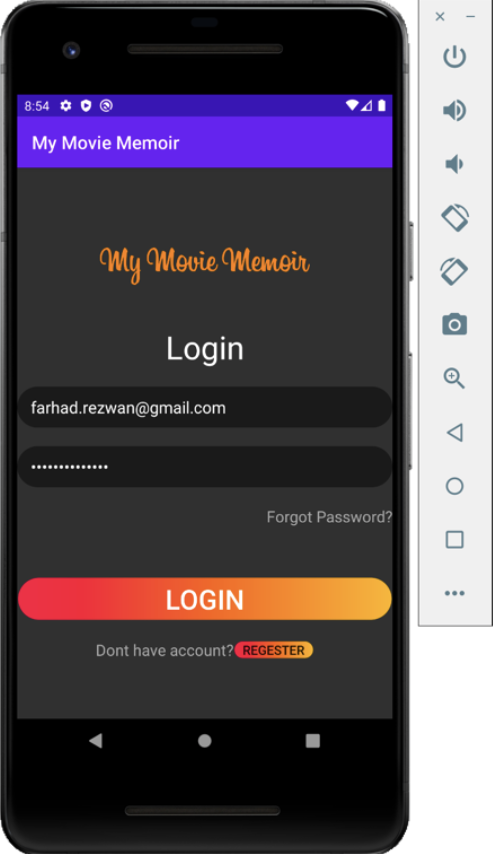 8:54
My Movie Memoir
My Movie Memoir
Login
farhad.rezwan@gmail.com
••••••••••••••
Forgot Password?
LOGIN
Dont have account? REGESTER